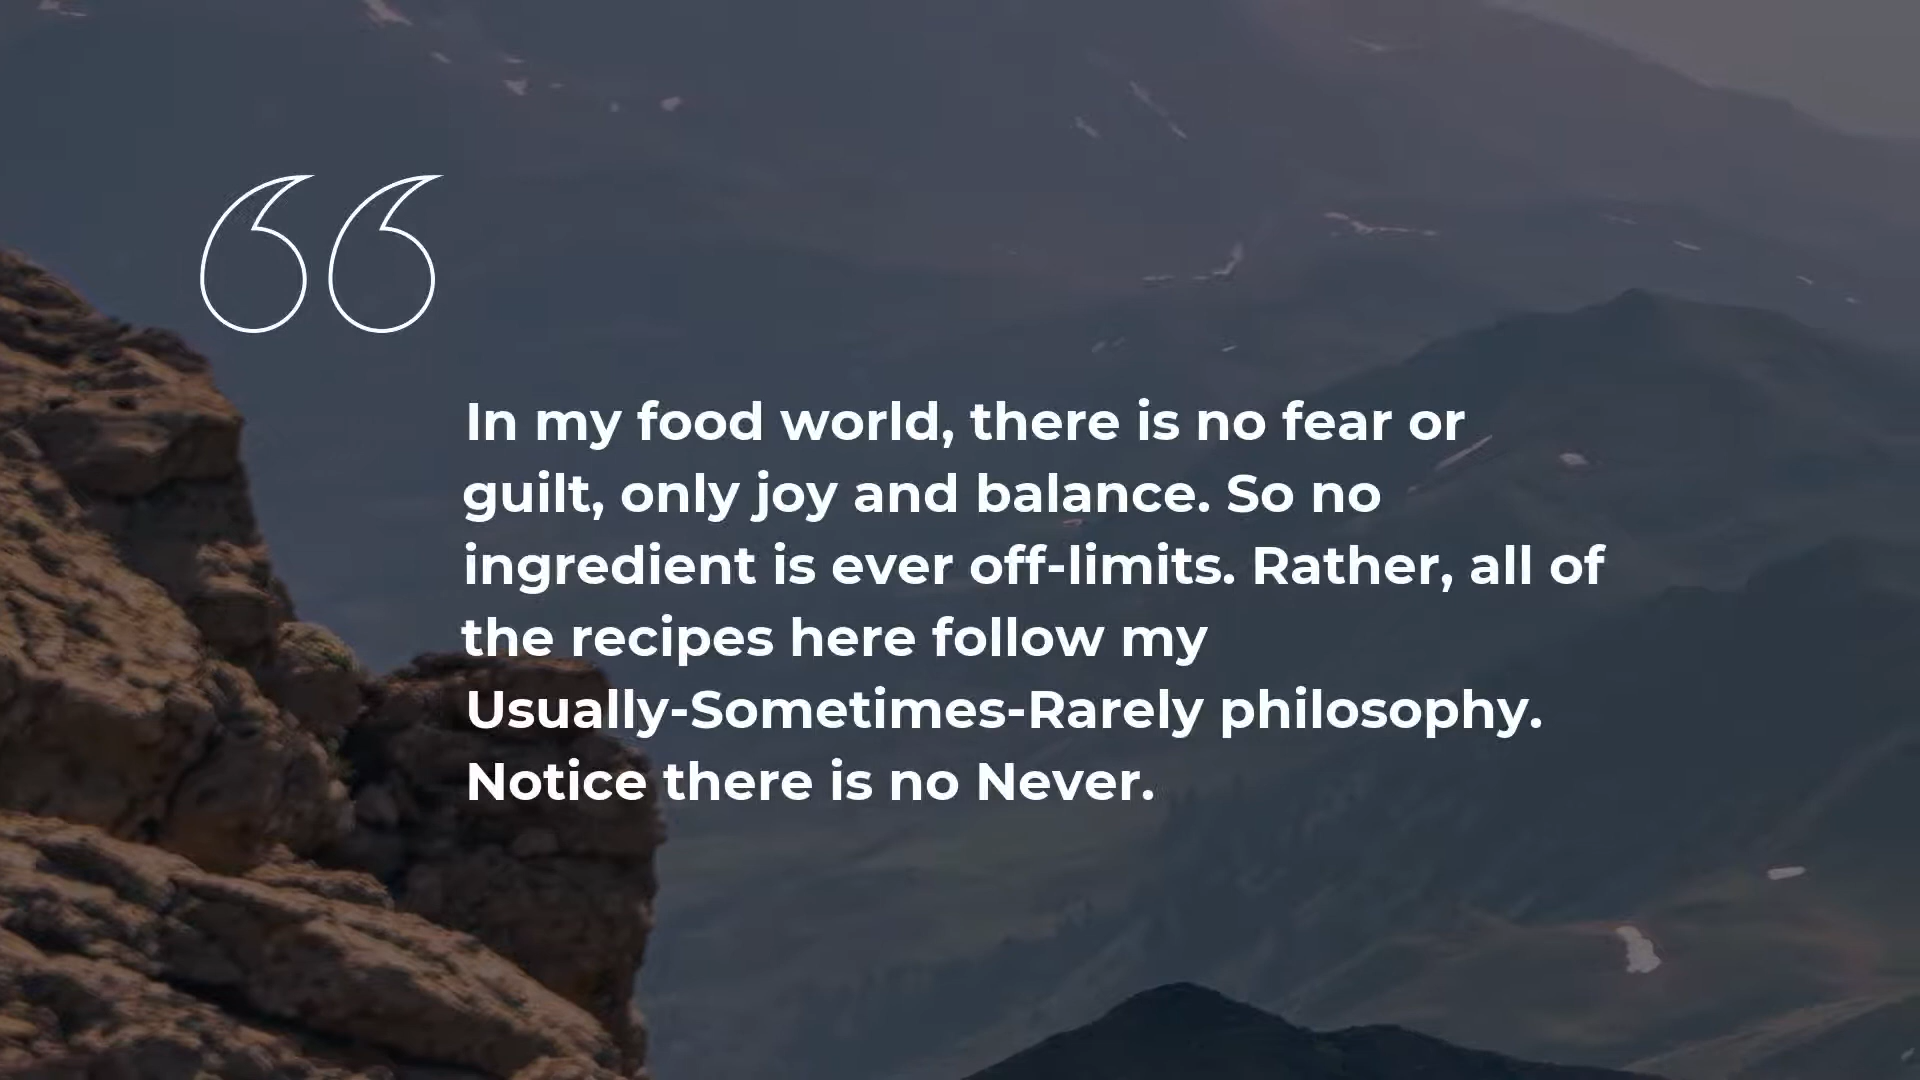 In my food world, there is no fear or
guilt, only joy and balance. So no
ingredient is ever off-limits. Rather, all of
the recipes here follow my
Usually-Sometimes-Rarely philosophy.
Notice there is no Never.